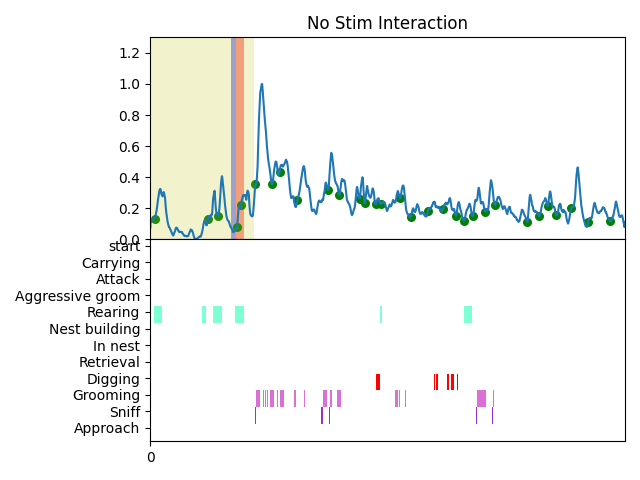 No Stim Interaction
1.2
1.0
0.8
0.6
0.4
0.2
0.0
start
Carrying
Attack
Aggressive groom
Rearing
Nest building
In nest
Retrieval
Digging
Grooming
Sniff
Approach
0